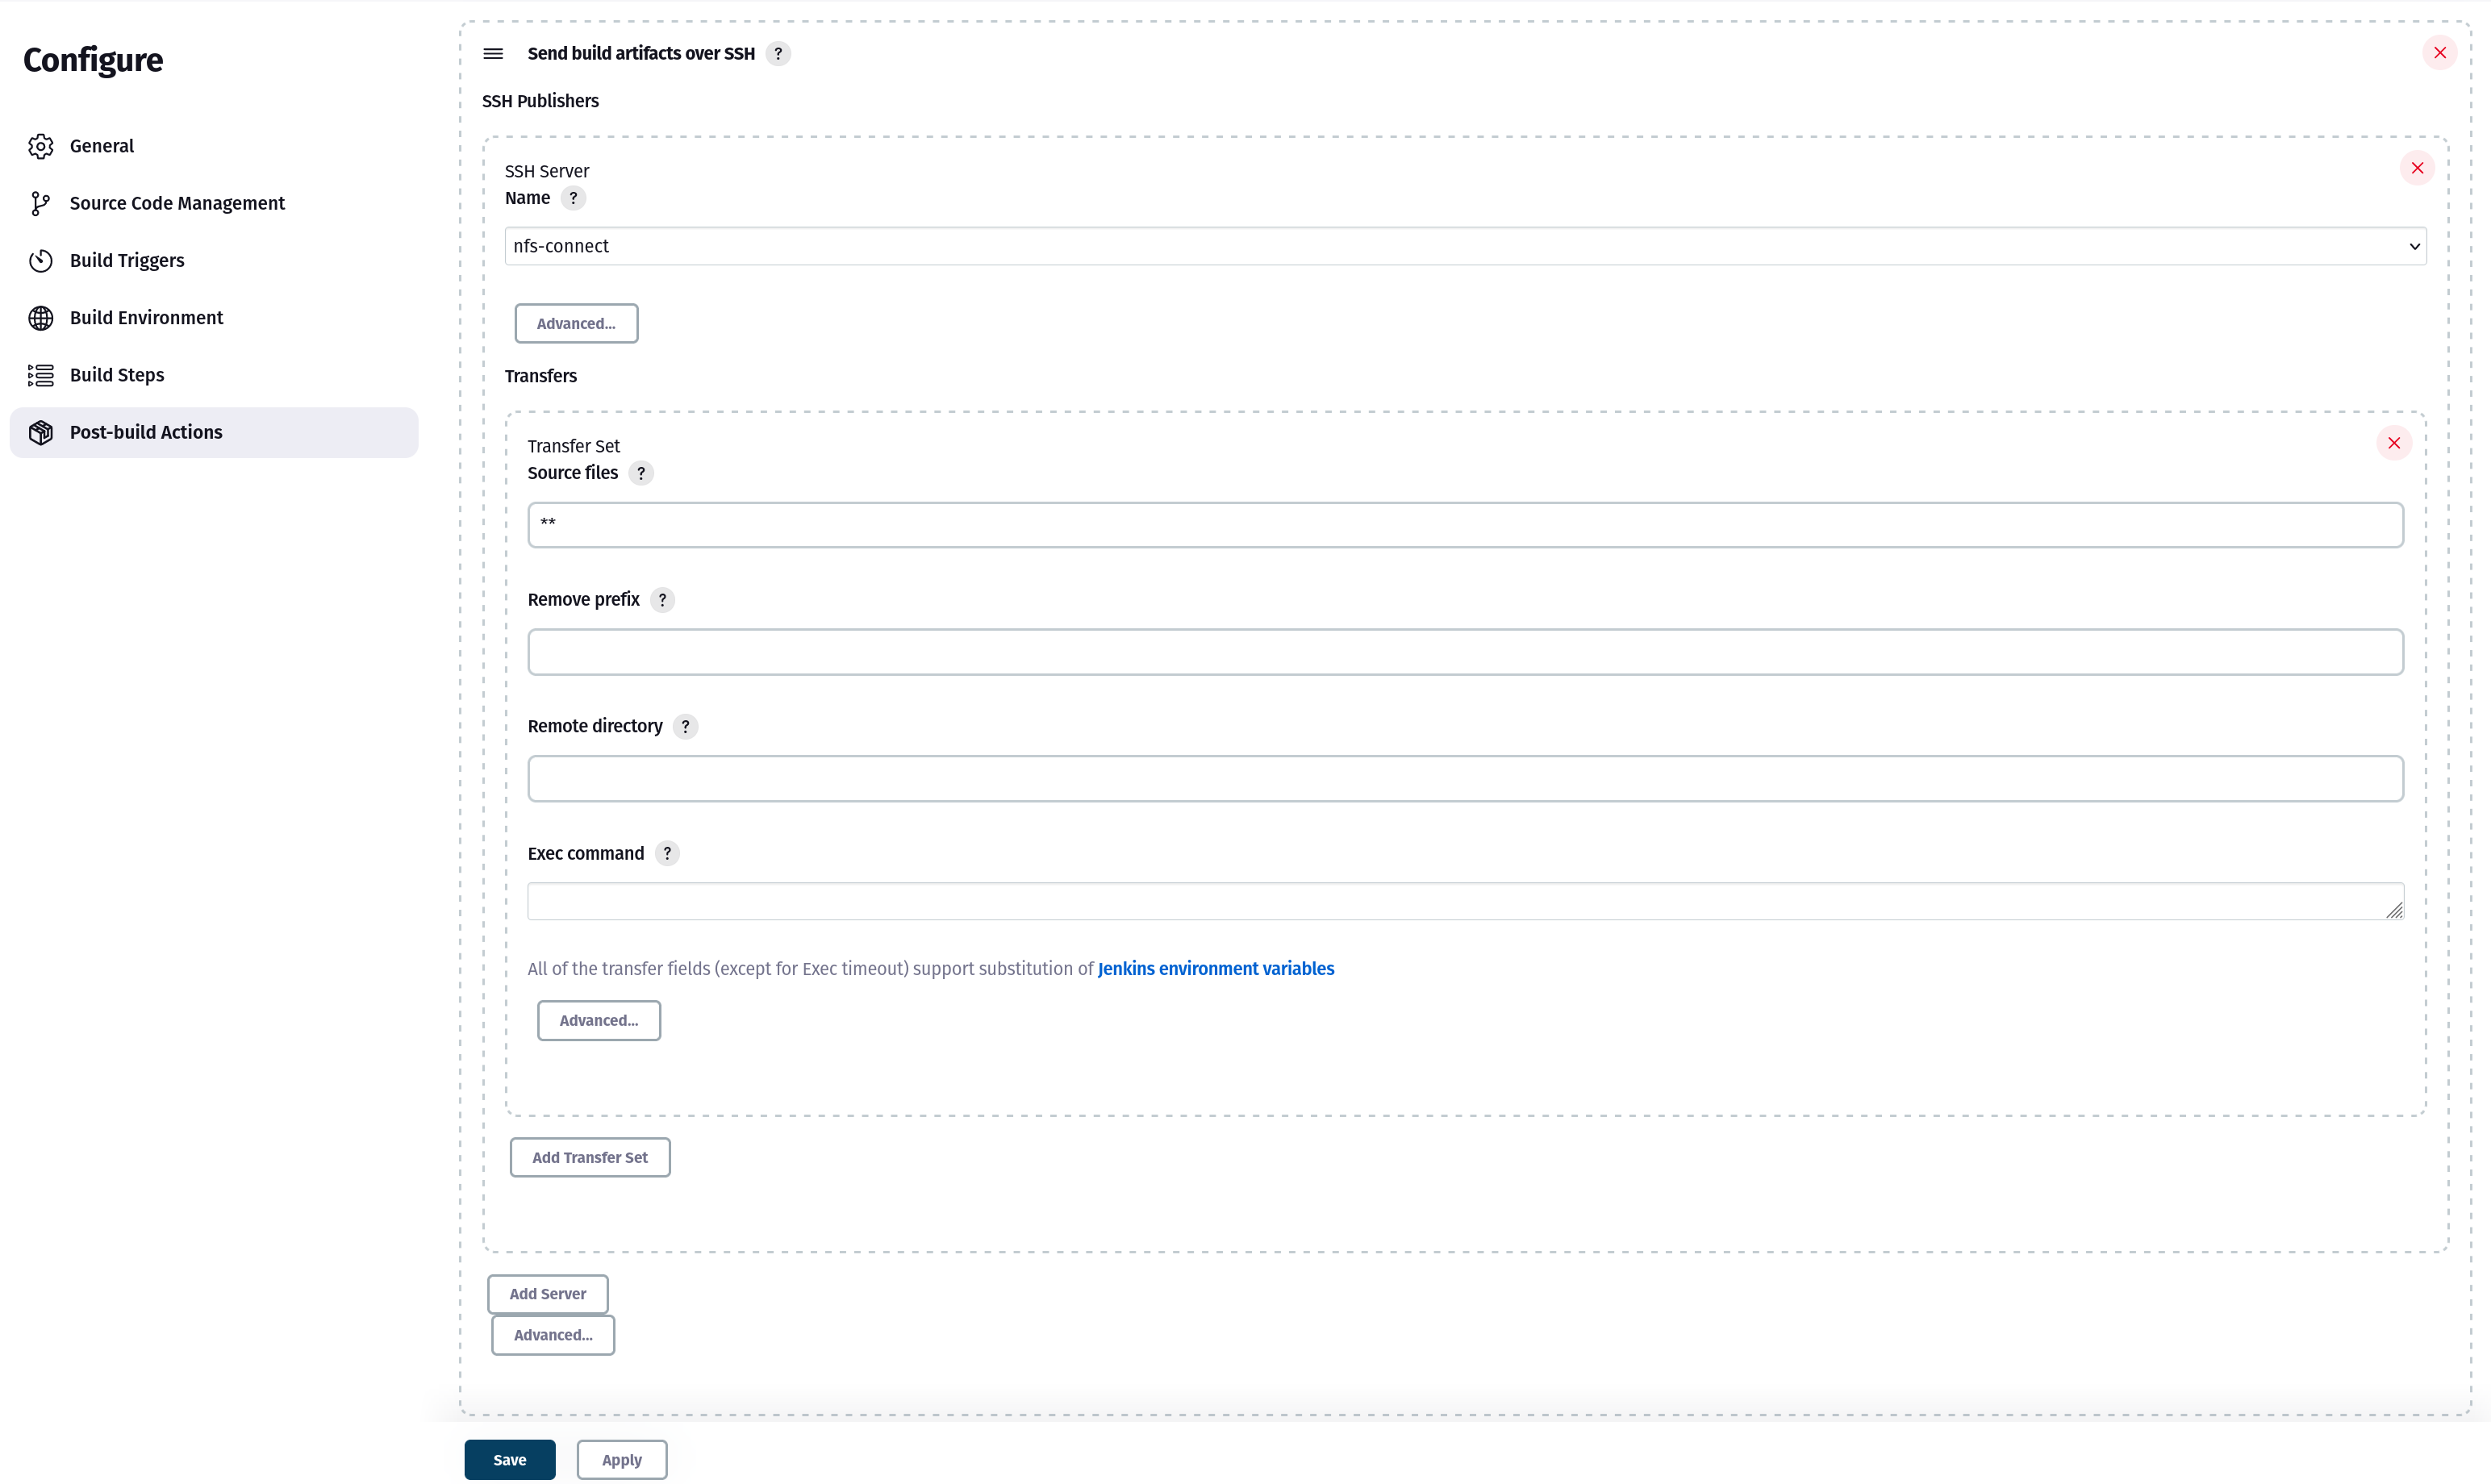 Configure
General
Source Code Management
Build Triggers
Build Environment
Build Steps
Post-build Actions
Send build artifacts over SSH ?
SSH Publishers
SSH Server
Name ?
nfs-connect
Advanced...
Transfers
Transfer Set
Source files ?
**
Remove prefix ?
Remote directory ?
Exec command ?
All of the transfer fields (except for Exec timeout) support substitution of Jenkins environment variables
Advanced...
Add Transfer Set
Add Server
Advanced...
Save Apply